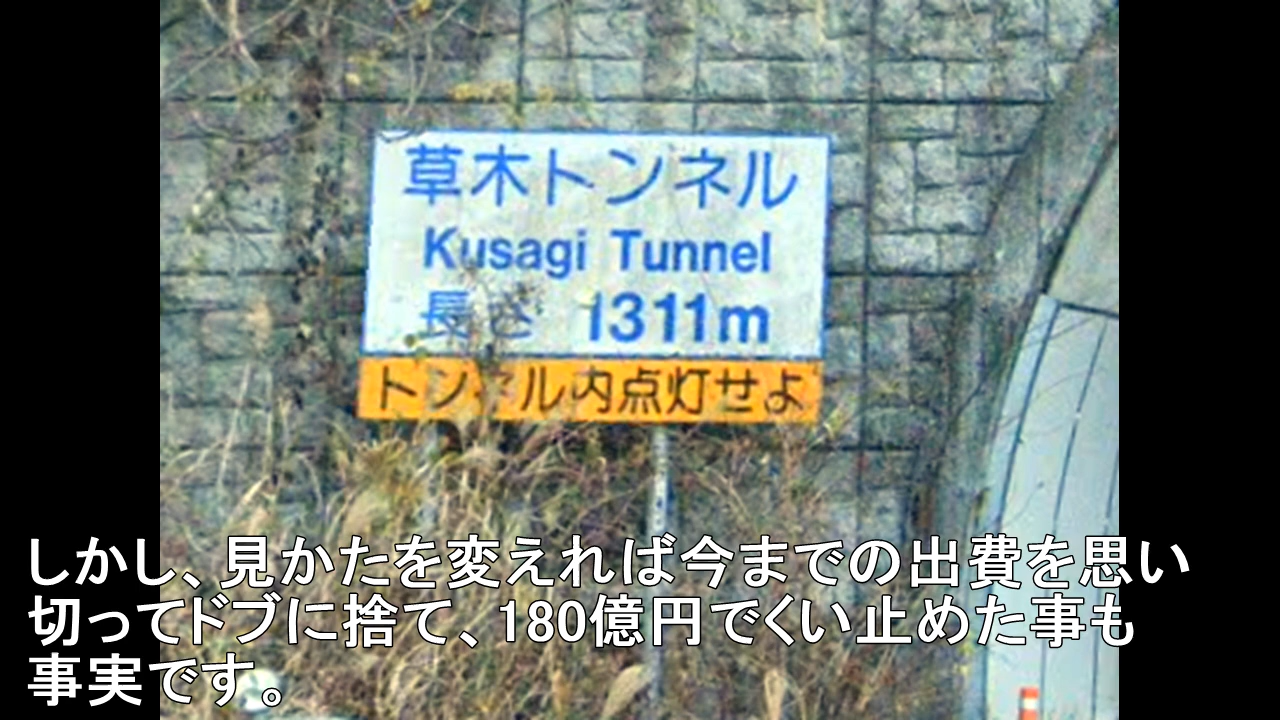 草木トンネル
Kusagi Tunnel
長さ 1311m
トンネル内点灯せよ
しかし、見かたを変えれば今までの出費を思い
切ってドブに捨て、180億円でくい止めた事も
事実です。